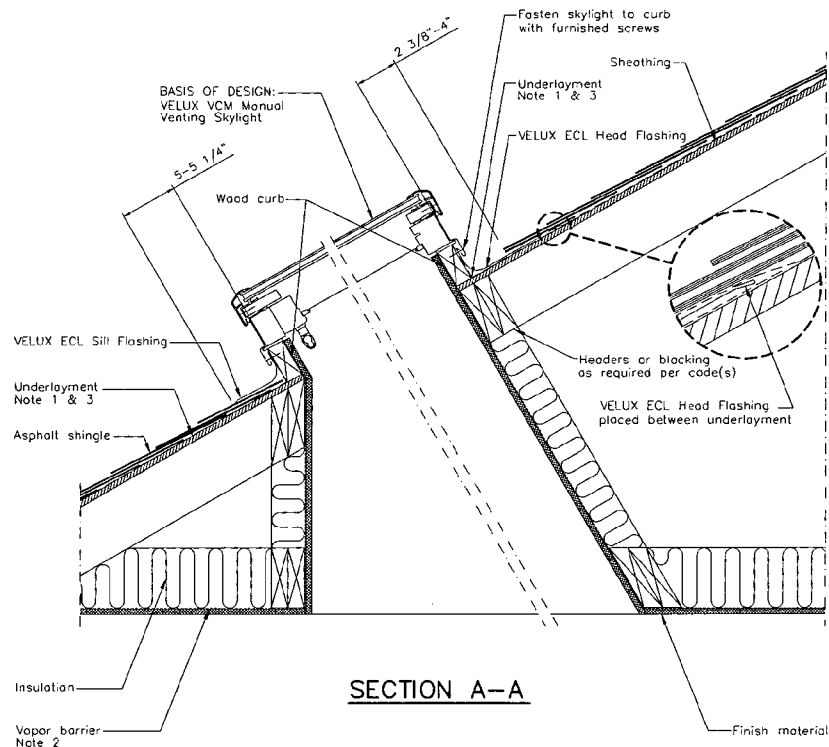 Fasten skylight to curb
with furnished screws
2 3/8"-4"
Sheathing
BASIS OF DESIGN:
VELUX VCM Manual
Venting Skylight
Underlayment
Note 1 & 3
VELUX ECL Head Flashing
5-5 1/4"
Wood curb
VELUX ECL Sill Flashing
Underlayment
Note 1 & 3
Asphalt shingle
Headers or blocking
as required per code(s)
VELUX ECL Head Flashing
placed between underlayment
Insulation
SECTION A-A
Vapor barrier
Note 2
Finish material